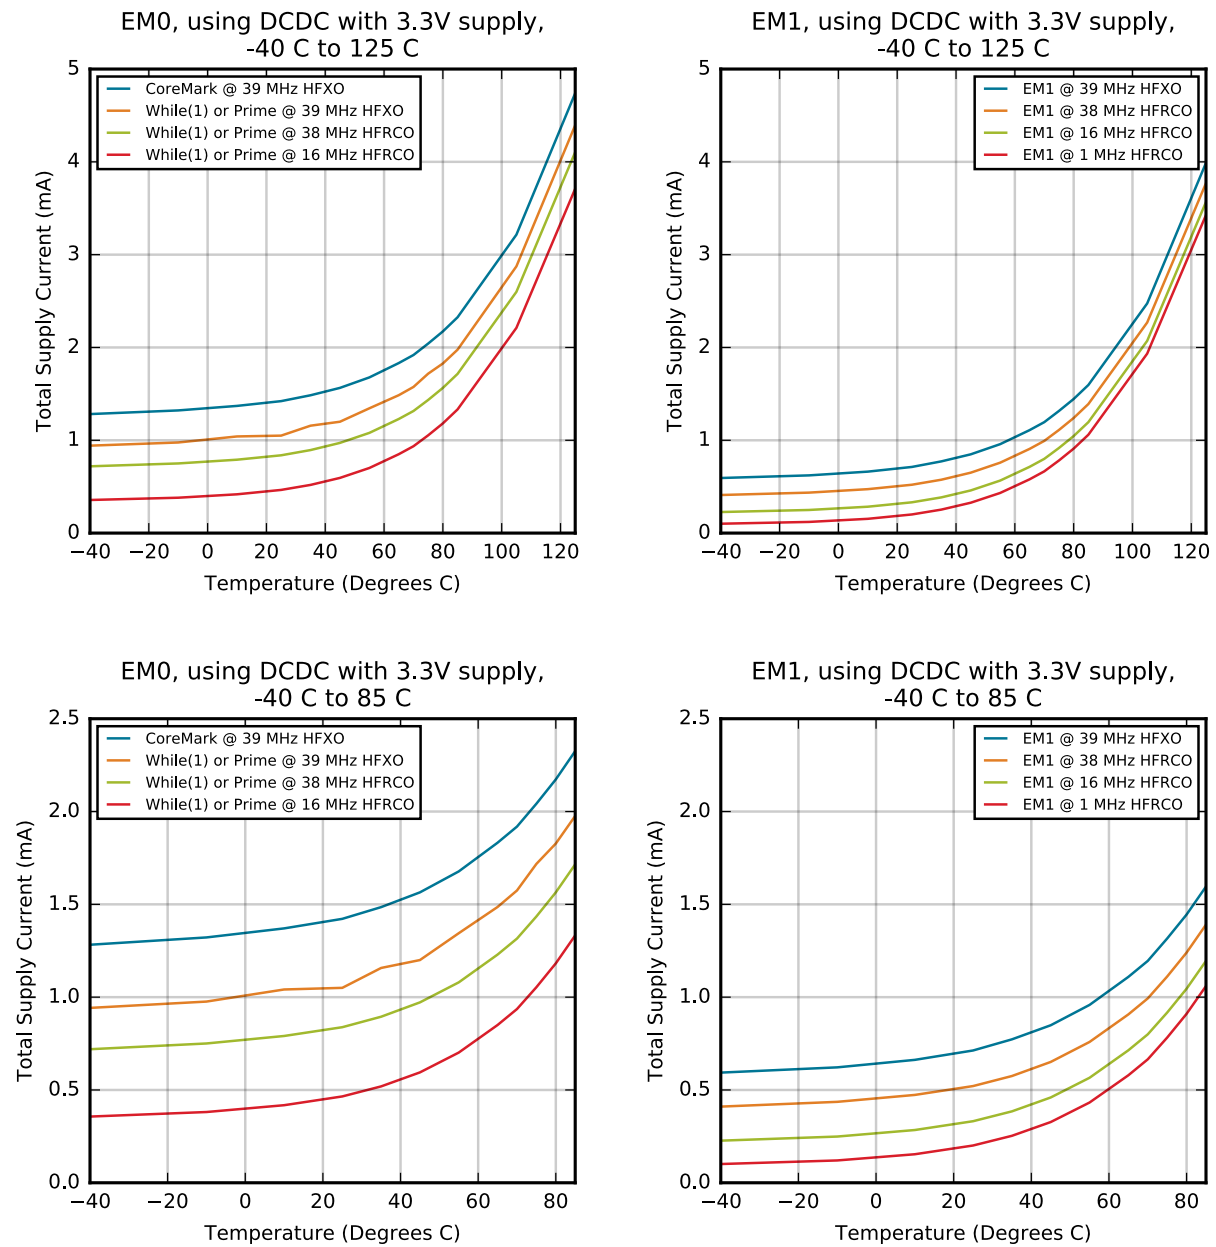 EM0, using DCDC with 3.3V supply,
-40 C to 125 C
5
4
3
2
1
0
Total Supply Current (mA)
CoreMark @ 39 MHz HFXO
While(1) or Prime @ 39 MHz HFXO
While(1) or Prime @ 38 MHz HFRCO
While(1) or Prime @ 16 MHz HFRCO
−40 −20 0 20 40 60 80 100 120
Temperature (Degrees C)
EM1, using DCDC with 3.3V supply,
-40 C to 125 C
5
4
3
2
1
0
Total Supply Current (mA)
EM1 @ 39 MHz HFXO
EM1 @ 38 MHz HFRCO
EM1 @ 16 MHz HFRCO
EM1 @ 1 MHz HFRCO
−40 −20 0 20 40 60 80 100 120
Temperature (Degrees C)
EM0, using DCDC with 3.3V supply,
-40 C to 85 C
2.5
2.0
1.5
1.0
0.5
0.0
Total Supply Current (mA)
CoreMark @ 39 MHz HFXO
While(1) or Prime @ 39 MHz HFXO
While(1) or Prime @ 38 MHz HFRCO
While(1) or Prime @ 16 MHz HFRCO
−40 −20 0 20 40 60 80
Temperature (Degrees C)
EM1, using DCDC with 3.3V supply,
-40 C to 85 C
2.5
2.0
1.5
1.0
0.5
0.0
Total Supply Current (mA)
EM1 @ 39 MHz HFXO
EM1 @ 38 MHz HFRCO
EM1 @ 16 MHz HFRCO
EM1 @ 1 MHz HFRCO
−40 −20 0 20 40 60 80
Temperature (Degrees C)